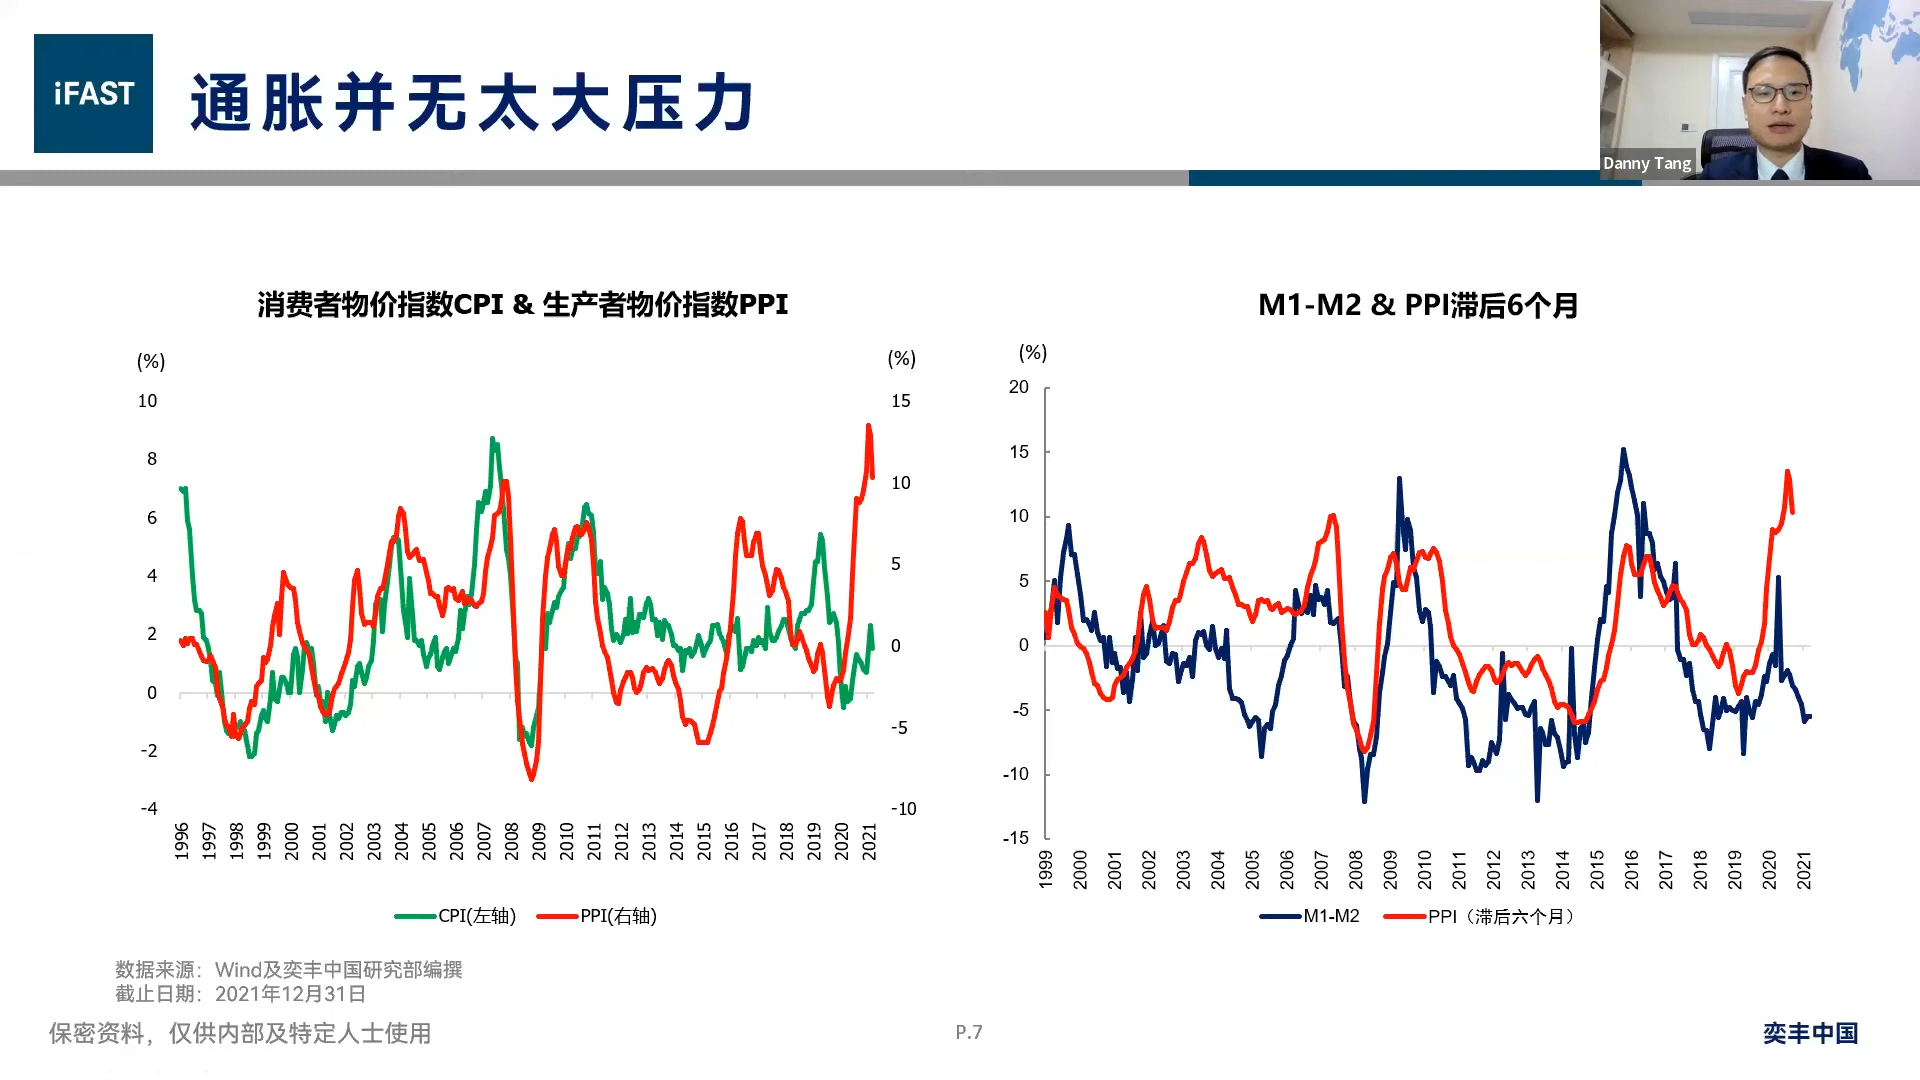 iFAST
通胀并无太大压力
Danny Tang
消费者物价指数CPI & 生产者物价指数PPI
(%)
(%)
10
8
6
4
2
0
-2
-4
15
10
5
0
-5
-10
1996 1997 1998 1999 2000 2001 2002 2003 2004 2005 2006 2007 2008 2009 2010 2011 2012 2013 2014 2015 2016 2017 2018 2019 2020 2021
CPI(左轴) PPI(右轴)
M1-M2 & PPI滞后6个月
(%)
20
15
10
5
0
-5
-10
-15
1999 2000 2001 2002 2003 2004 2005 2006 2007 2008 2009 2010 2011 2012 2013 2014 2015 2016 2017 2018 2019 2020 2021
M1-M2 PPI（滞后六个月）
数据来源：Wind及奕丰中国研究部编撰
截止日期：2021年12月31日
保密资料，仅供内部及特定人士使用
P.7
奕丰中国